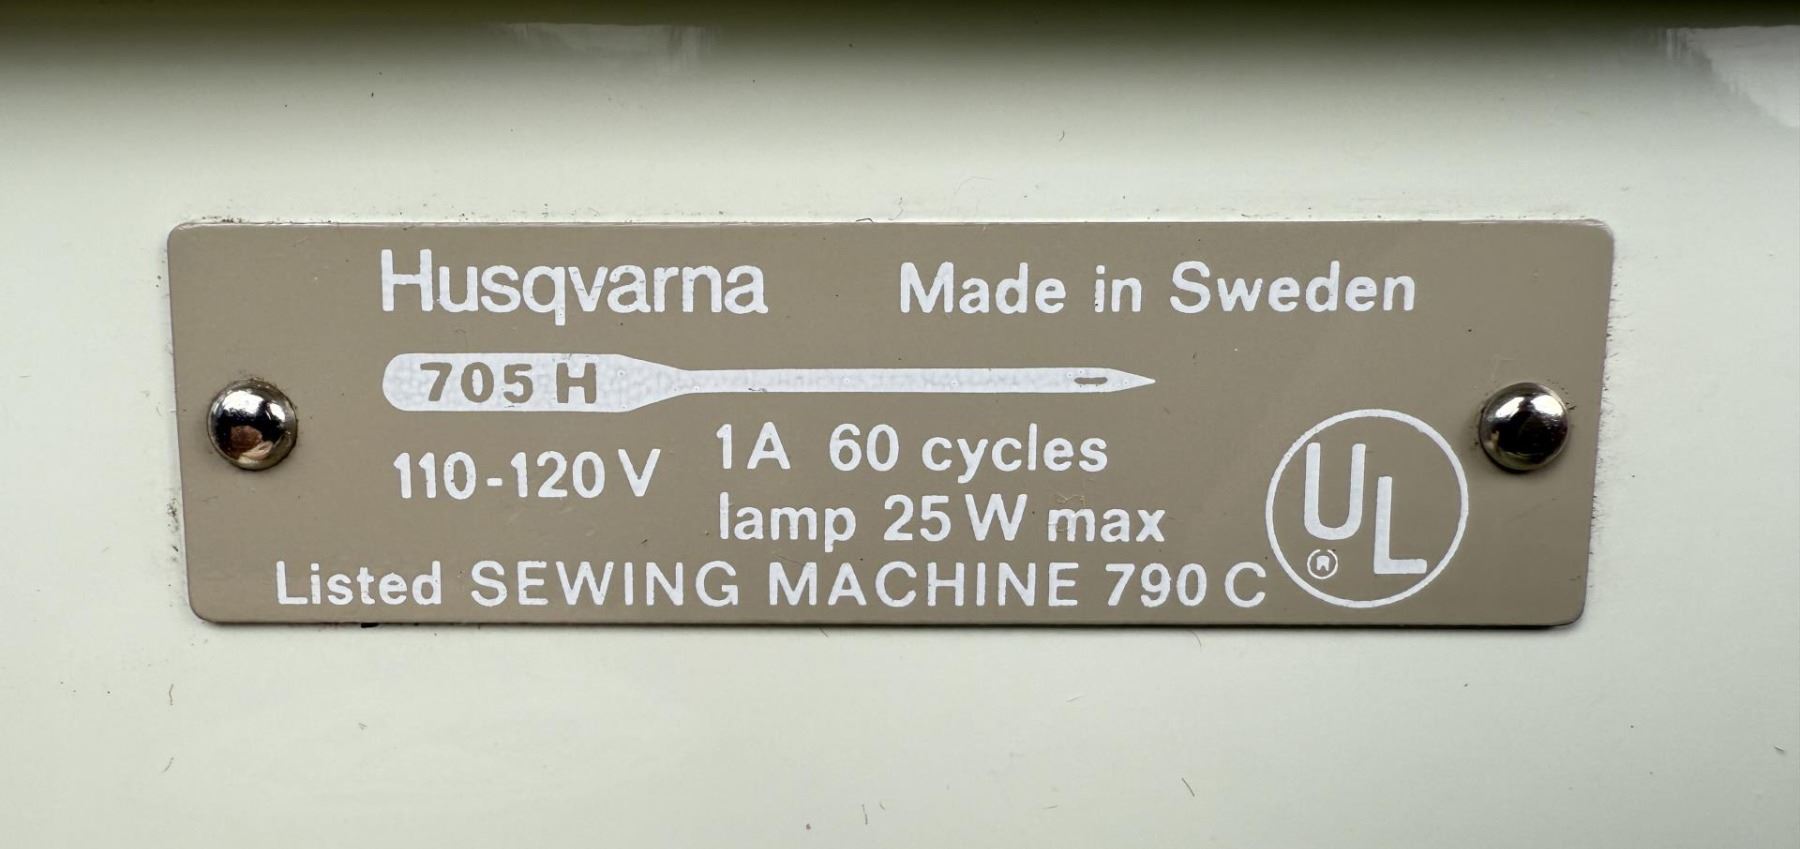 Husqvarna Made in Sweden
705 H
110-120 V 1A 60 cycles
lamp 25 W max
Listed SEWING MACHINE 790 C
UL
®